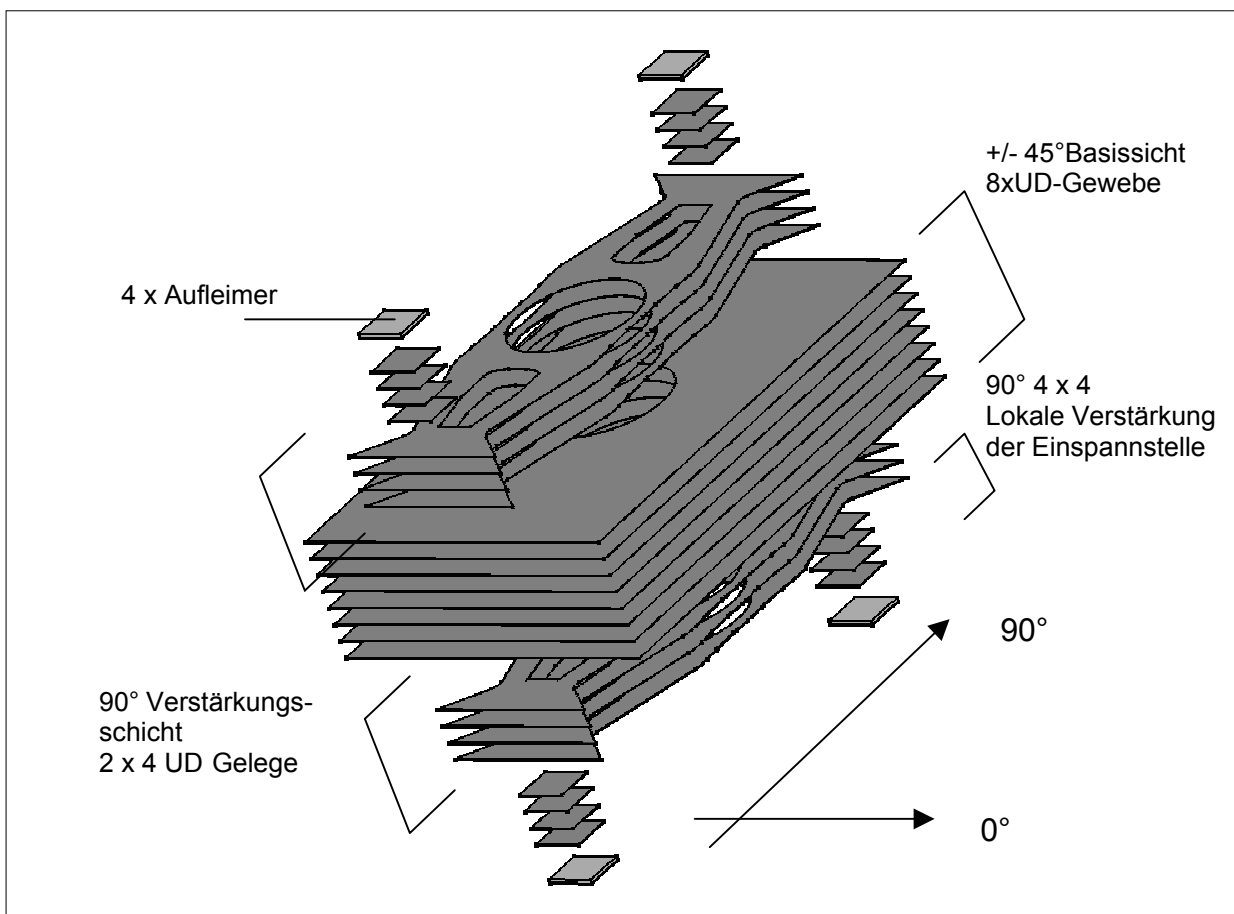 +/- 45°Basissicht
8xUD-Gewebe
4 x Aufleimer
90° 4 x 4
Lokale Verstärkung
der Einspannstelle
90°
90° Verstärkungs-
schicht
2 x 4 UD Gelege
0°